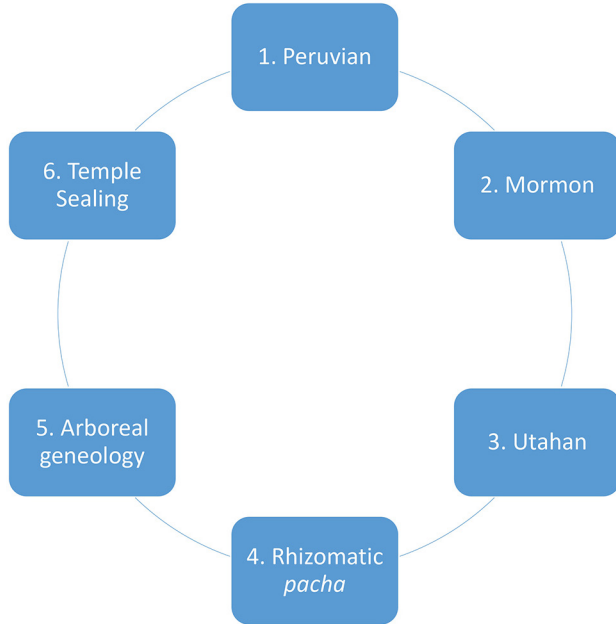 1. Peruvian
2. Mormon
3. Utahan
4. Rhizomatic
pacha
5. Arboreal
geneology
6. Temple
Sealing